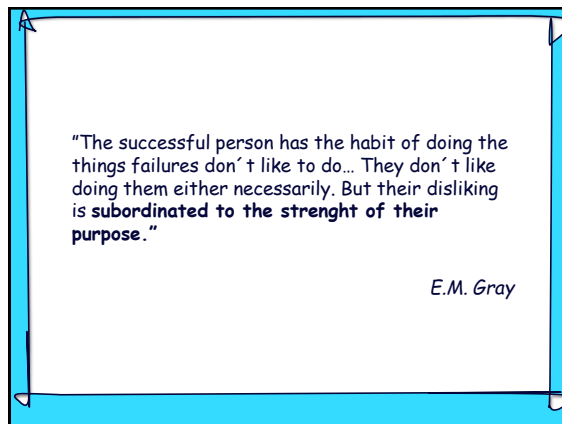 "The successful person has the habit of doing the
things failures don´t like to do… They don´t like
doing them either necessarily. But their disliking
is subordinated to the strenght of their
purpose.”
E.M. Gray